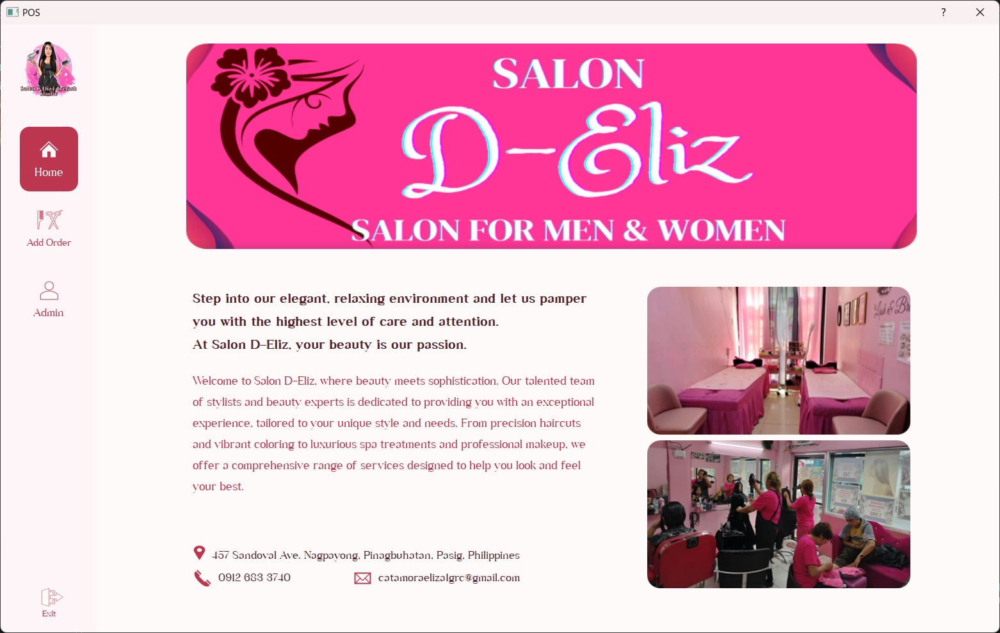 POS
?
Salon D-Eliz Eyelash
Studio
Home
Add Order
Admin
Exit
SALON
D-Eliz
SALON FOR MEN & WOMEN
Step into our elegant, relaxing environment and let us pamper
you with the highest level of care and attention.
At Salon D-Eliz, your beauty is our passion.
Welcome to Salon D-Eliz, where beauty meets sophistication. Our talented team
of stylists and beauty experts is dedicated to providing you with an exceptional
experience, tailored to your unique style and needs. From precision haircuts
and vibrant coloring to luxurious spa treatments and professional makeup, we
offer a comprehensive range of services designed to help you look and feel
your best.
457 Sandoval Ave. Nagpayong, Pinagbuhatan, Pasig, Philippines
0912 683 3740
catamoraelizalgrc@gmail.com
Lash &